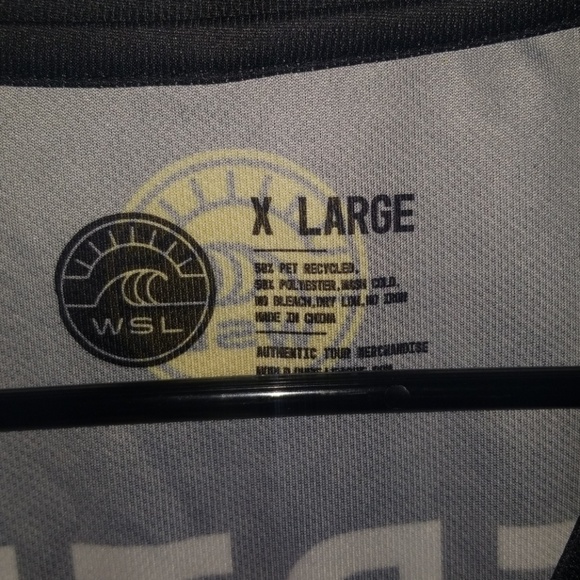 X LARGE
50% PET RECYCLED,
50% POLYESTER, WASH COLD,
NO BLEACH, DRY LOW, NO IRON
MADE IN CHINA
WSL
AUTHENTIC TOUR MERCHANDISE